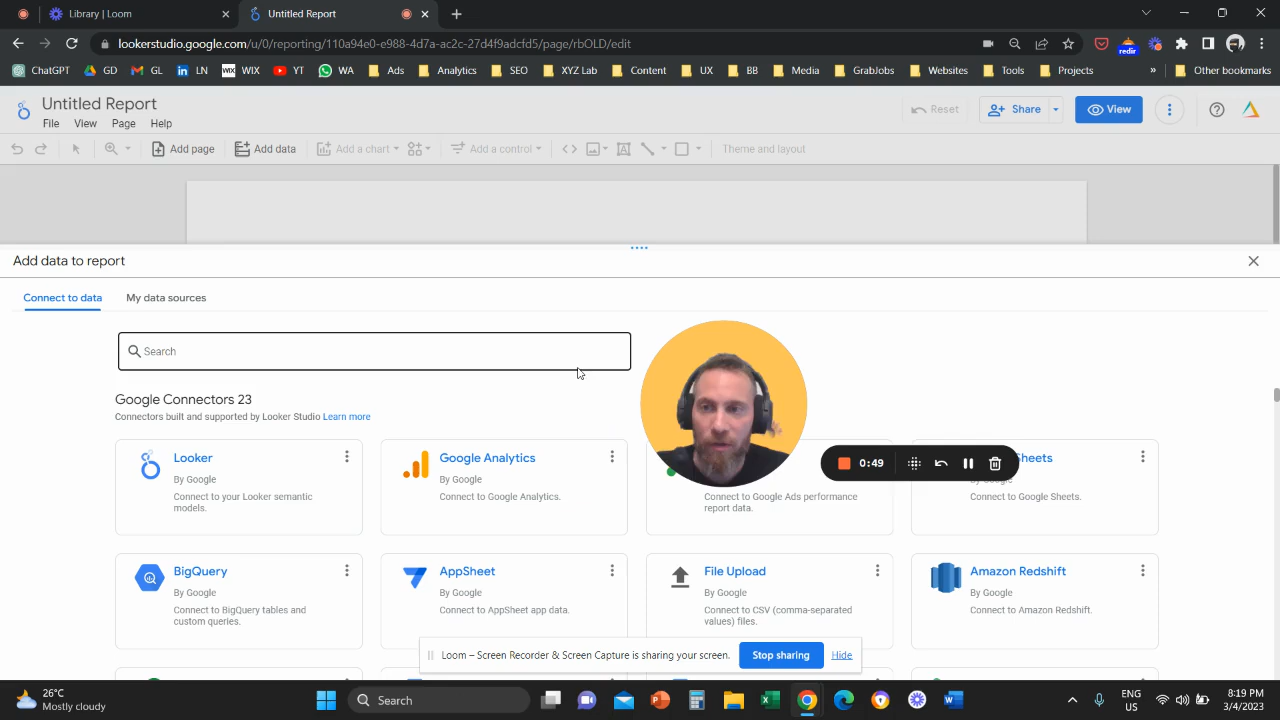 Library | Loom
Untitled Report
lookerstudio.google.com/u/0/reporting/110a94e0-e988-4d7a-ac2c-27d4f9adcfd5/page/rbOLD/edit
redir
ChatGPT GD GL LN WIX YT WA Ads Analytics SEO XYZ Lab Content UX BB Media GrabJobs Websites Tools Projects » Other bookmarks
Untitled Report
File View Page Help
Reset Share View
Add page Add data Add a chart Add a control Theme and layout
Add data to report
Connect to data My data sources
Search
Google Connectors 23
Connectors built and supported by Looker Studio Learn more
Looker
By Google
Connect to your Looker semantic
models.
Google Analytics
By Google
Connect to Google Analytics.
Connect to Google Ads performance
report data.
Sheets
By Google
Connect to Google Sheets.
0:49
BigQuery
By Google
Connect to BigQuery tables and
custom queries.
AppSheet
By Google
Connect to AppSheet app data.
File Upload
By Google
Connect to CSV (comma-separated
values) files.
Amazon Redshift
By Google
Connect to Amazon Redshift.
Loom – Screen Recorder & Screen Capture is sharing your screen. Stop sharing Hide
26°C
Mostly cloudy
Search
ENG
US
8:19 PM
3/4/2023